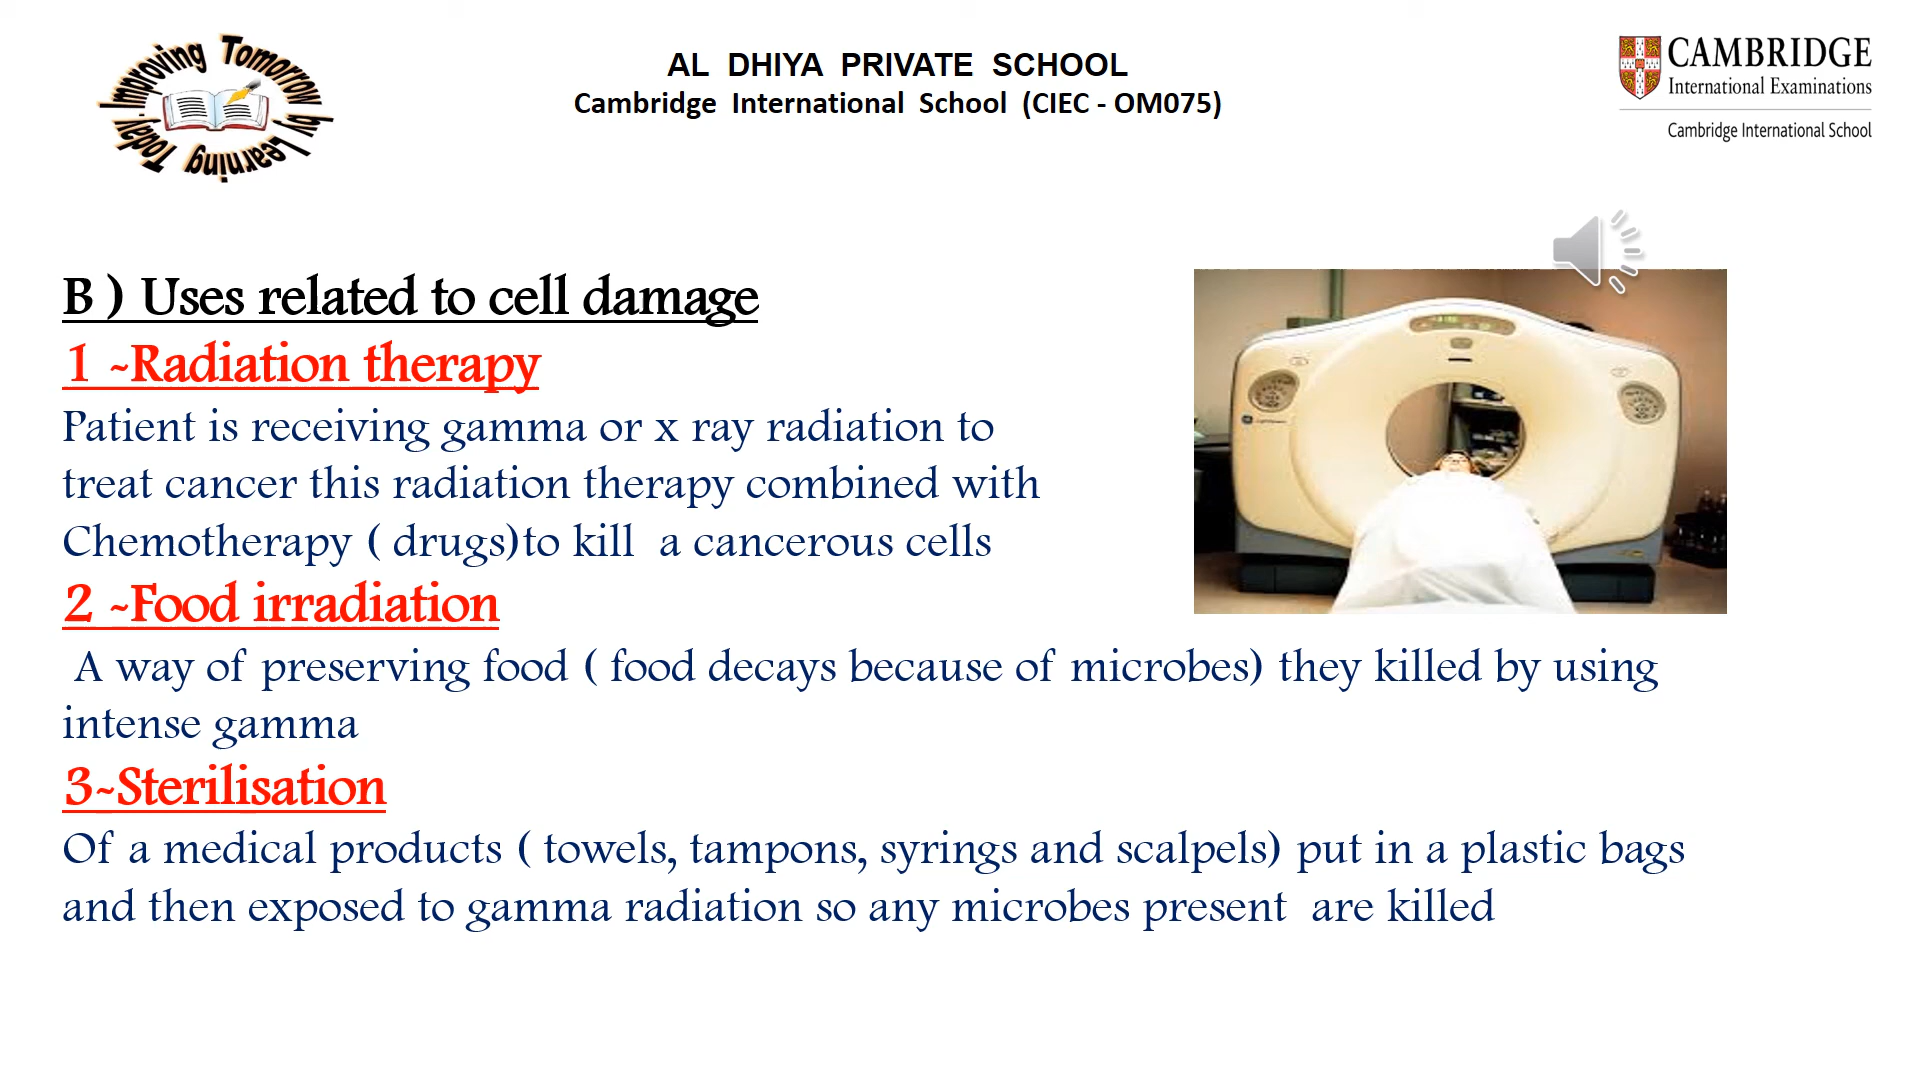 Improving Tomorrow by Learning Today.
AL DHIYA PRIVATE SCHOOL
Cambridge International School (CIEC - OM075)
CAMBRIDGE
International Examinations
Cambridge International School
B ) Uses related to cell damage
1 ~Radiation therapy
Patient is receiving gamma or x ray radiation to
treat cancer this radiation therapy combined with
Chemotherapy ( drugs)to kill a cancerous cells
2 ~Food irradiation
A way of preserving food ( food decays because of microbes) they killed by using
intense gamma
3~Sterilisation
Of a medical products ( towels, tampons, syrings and scalpels) put in a plastic bags
and then exposed to gamma radiation so any microbes present are killed